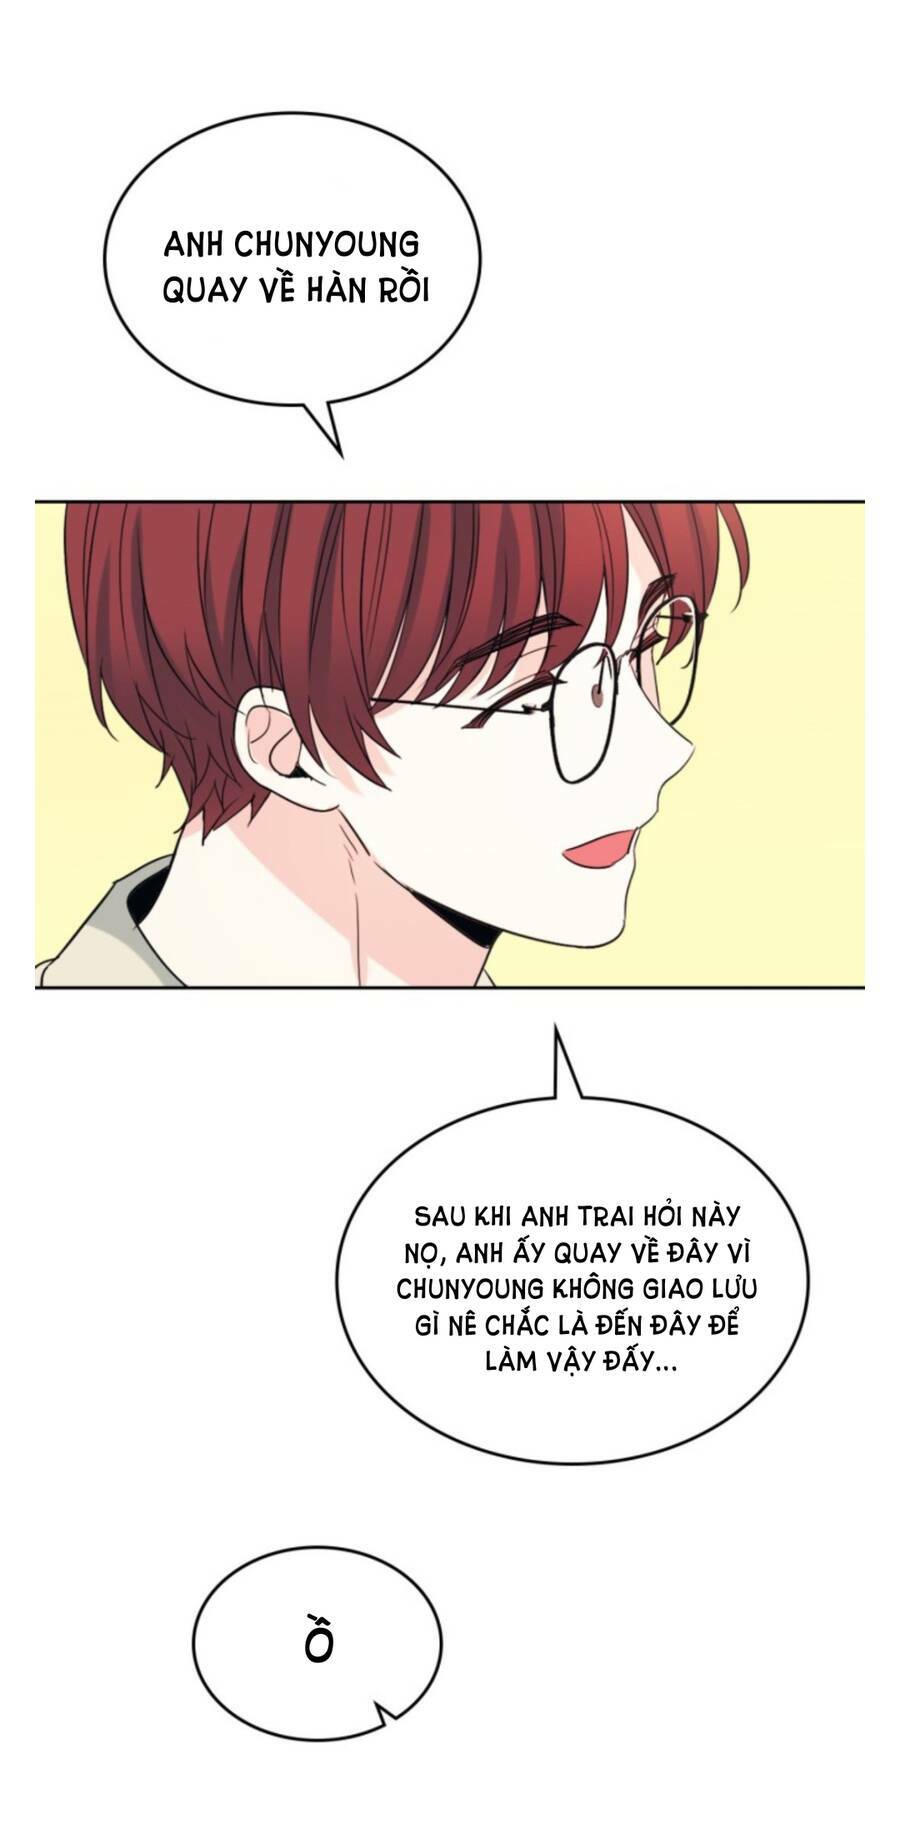 ANH CHUNYOUNG
QUAY VỀ HÀN RỒI
SAU KHI ANH TRAI HỎI NÀY
NỌ, ANH ẤY QUAY VỀ ĐÂY VÌ
CHUNYOUNG KHÔNG GIAO LƯU
GÌ NÊ CHẮC LÀ ĐẾN ĐÂY ĐỂ
LÀM VẬY ĐẤY...
Ồ